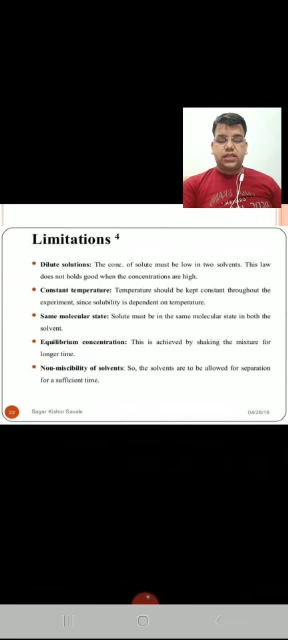 Limitations 4
Dilute solutions: The conc. of solute must be low in two solvents. This law
does not holds good when the concentrations are high.
Constant temperature: Temperature should be kept constant throughout the
experiment, since solubility is dependent on temperature.
Same molecular state: Solute must be in the same molecular state in both the
solvent.
Equilibrium concentration: This is achieved by shaking the mixture for
longer time.
Non-miscibility of solvents: So, the solvents are to be allowed for separation
for a sufficient time.
Sagar Kishor Savale